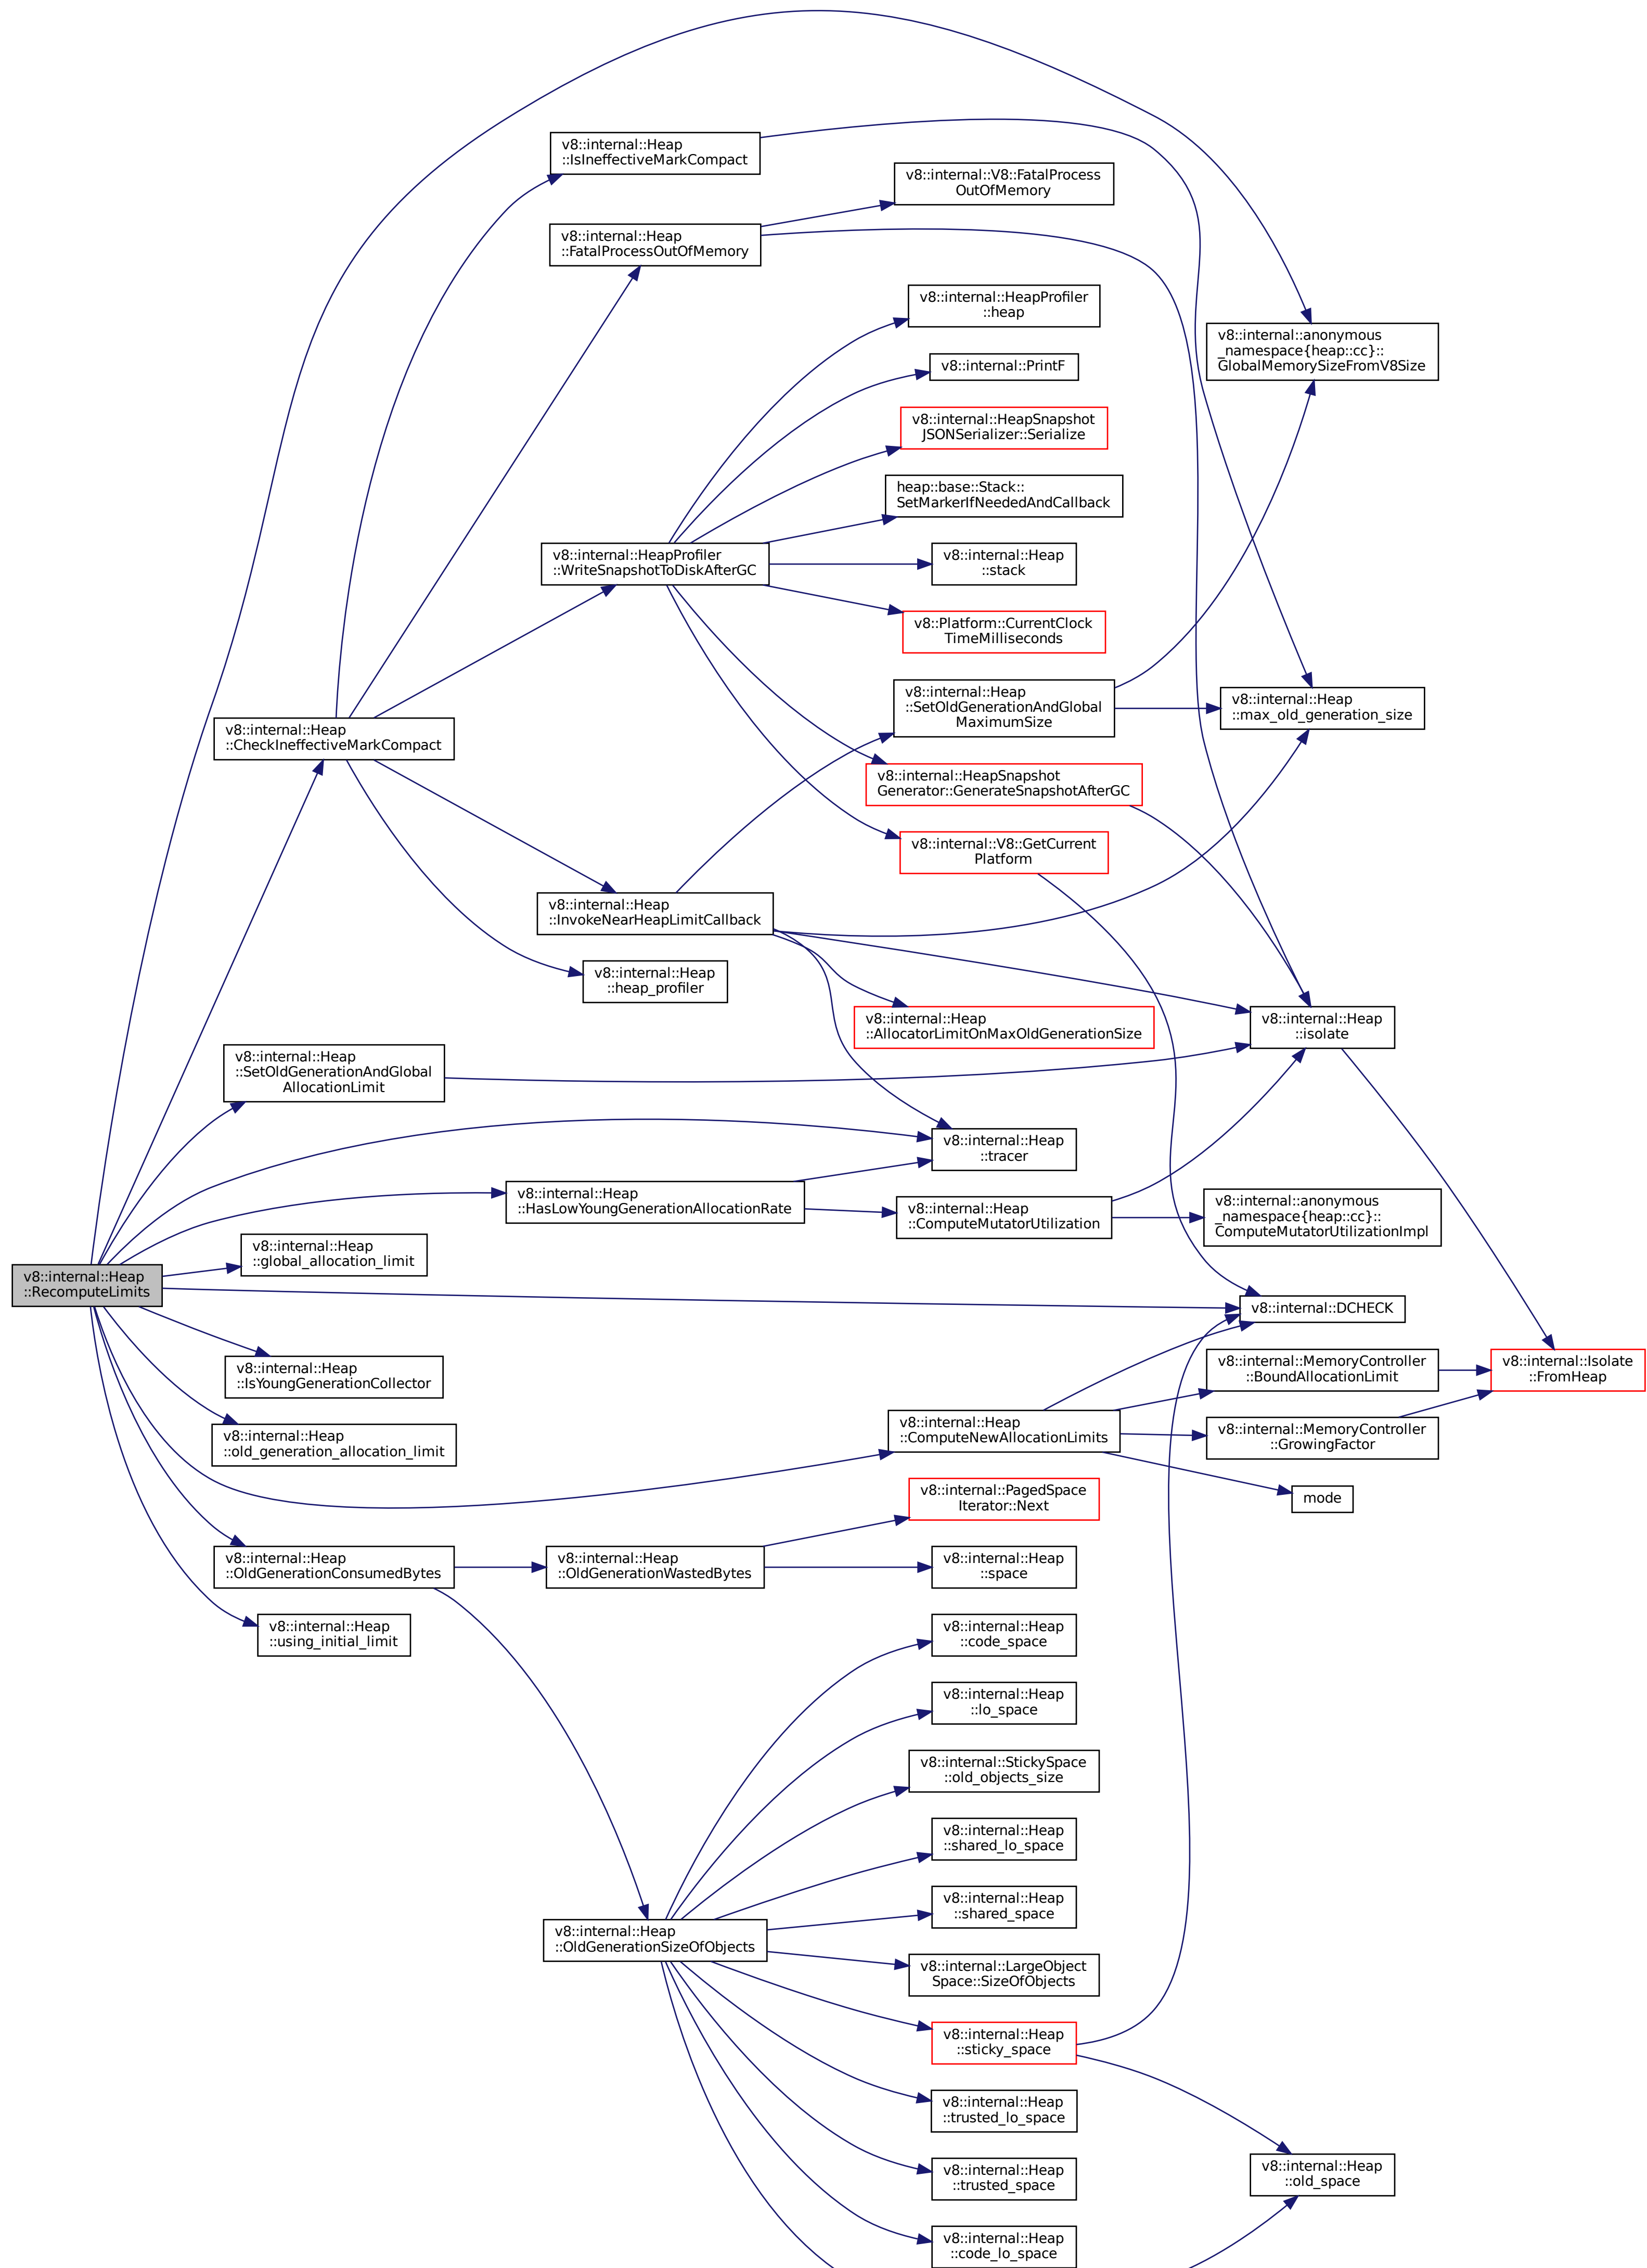 v8::internal::Heap
::IsIneffectiveMarkCompact
v8::internal::V8::FatalProcess
OutOfMemory
v8::internal::Heap
::FatalProcessOutOfMemory
v8::internal::HeapProfiler
::heap
v8::internal::anonymous
_namespace{heap::cc}::
GlobalMemorySizeFromV8Size
v8::internal::PrintF
v8::internal::HeapSnapshot
JSONSerializer::Serialize
heap::base::Stack::
SetMarkerIfNeededAndCallback
v8::internal::HeapProfiler
::WriteSnapshotToDiskAfterGC
v8::internal::Heap
::stack
v8::Platform::CurrentClock
TimeMilliseconds
v8::internal::Heap
::SetOldGenerationAndGlobal
MaximumSize
v8::internal::Heap
::max_old_generation_size
v8::internal::Heap
::CheckIneffectiveMarkCompact
v8::internal::HeapSnapshot
Generator::GenerateSnapshotAfterGC
v8::internal::V8::GetCurrent
Platform
v8::internal::Heap
::InvokeNearHeapLimitCallback
v8::internal::Heap
::heap_profiler
v8::internal::Heap
::AllocatorLimitOnMaxOldGenerationSize
v8::internal::Heap
::isolate
v8::internal::Heap
::SetOldGenerationAndGlobal
AllocationLimit
v8::internal::Heap
::tracer
v8::internal::Heap
::HasLowYoungGenerationAllocationRate
v8::internal::Heap
::ComputeMutatorUtilization
v8::internal::anonymous
_namespace{heap::cc}::
ComputeMutatorUtilizationImpl
v8::internal::Heap
::global_allocation_limit
v8::internal::Heap
::RecomputeLimits
v8::internal::DCHECK
v8::internal::Heap
::IsYoungGenerationCollector
v8::internal::MemoryController
::BoundAllocationLimit
v8::internal::Isolate
::FromHeap
v8::internal::Heap
::old_generation_allocation_limit
v8::internal::Heap
::ComputeNewAllocationLimits
v8::internal::MemoryController
::GrowingFactor
mode
v8::internal::PagedSpace
Iterator::Next
v8::internal::Heap
::OldGenerationConsumedBytes
v8::internal::Heap
::OldGenerationWastedBytes
v8::internal::Heap
::space
v8::internal::Heap
::using_initial_limit
v8::internal::Heap
::code_space
v8::internal::Heap
::lo_space
v8::internal::StickySpace
::old_objects_size
v8::internal::Heap
::shared_lo_space
v8::internal::Heap
::shared_space
v8::internal::Heap
::OldGenerationSizeOfObjects
v8::internal::LargeObject
Space::SizeOfObjects
v8::internal::Heap
::sticky_space
v8::internal::Heap
::trusted_lo_space
v8::internal::Heap
::trusted_space
v8::internal::Heap
::old_space
v8::internal::Heap
::code_lo_space